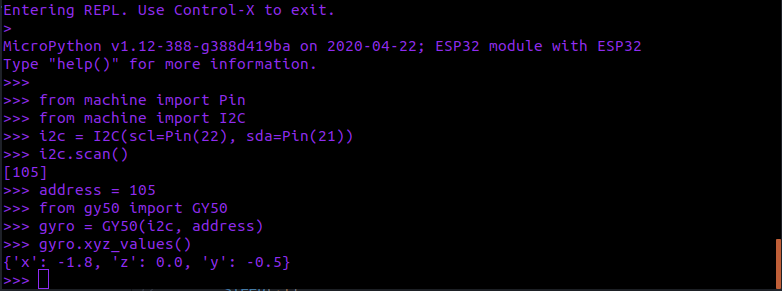 Entering REPL. Use Control-X to exit.
>
MicroPython v1.12-388-g388d419ba on 2020-04-22; ESP32 module with ESP32
Type "help()" for more information.
>>>
>>> from machine import Pin
>>> from machine import I2C
>>> i2c = I2C(scl=Pin(22), sda=Pin(21))
>>> i2c.scan()
[105]
>>> address = 105
>>> from gy50 import GY50
>>> gyro = GY50(i2c, address)
>>> gyro.xyz_values()
{'x': -1.8, 'z': 0.0, 'y': -0.5}
>>>